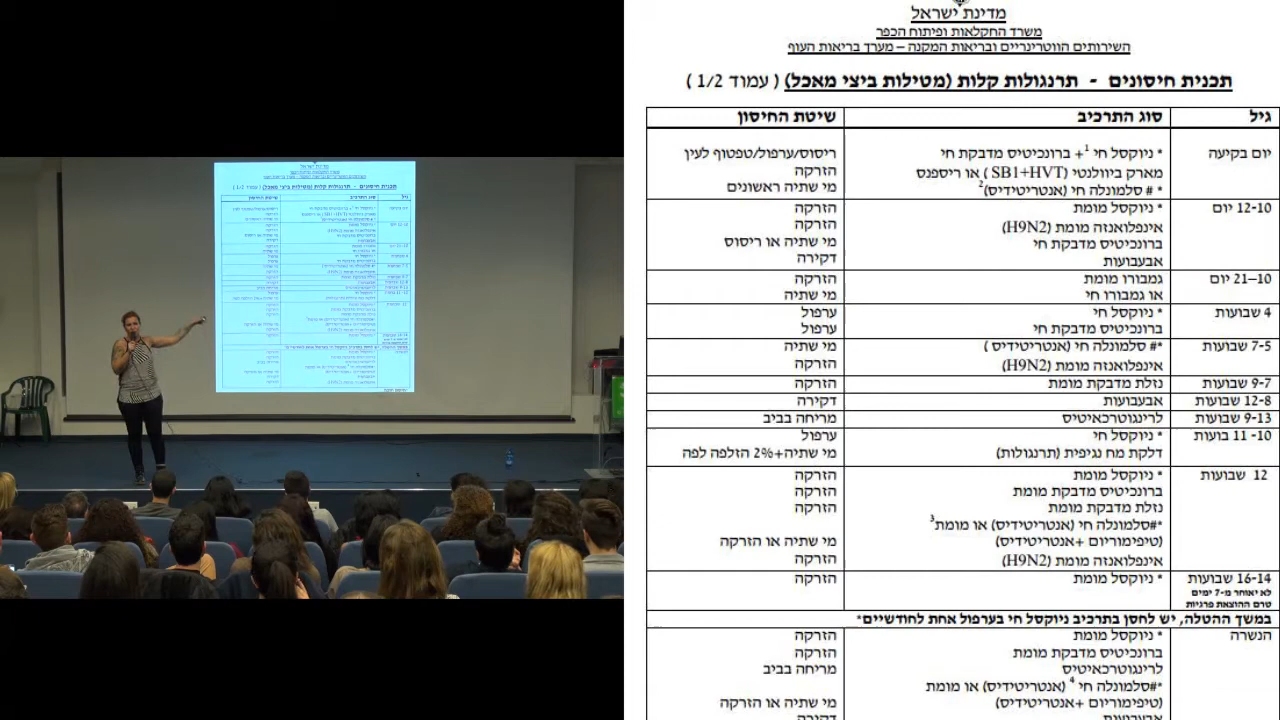 מדינת ישראל
משרד החקלאות ופיתוח הכפר
השירותים הווטרינריים ובריאות המקנה – מערך בריאות העוף
תכנית חיסונים - תרנגולות קלות (מטילות ביצי מאכל) ( עמוד 1/2 )
גיל סוג התרכיב שיטת החיסון
יום בקיעה * ניוקסל חי 1+ ברונכיטיס מדבקת חי ריסוס/ערפול/טפטוף לעין
מארק ביוולנטי (SB1+HVT ) או ריספנס הזרקה
* # סלמונלה חי (אנטריטידיס)2 מי שתיה ראשונים
12-10 יום * ניוקסל מומת הזרקה
אינפלואנזה מומת (H9N2) הזרקה
ברונכיטיס מדבקת חי מי שתיה או ריסוס
אבעבועות דקירה
21–10 יום גמבורו מומת הזרקה
או גמבורו חי מי שתיה
4 שבועות * ניוקסל חי ערפול
ברונכיטיס מדבקת חי ערפול
7-5 שבועות *# סלמונלה חי (אנטריטידיס ) מי שתיה
אינפלואנזה מומת (H9N2) הזרקה
9-7 שבועות נזלת מדבקת מומת הזרקה
12-8 שבועות אבעבועות דקירה
9-13 שבועות לרינגוטרכאיטיס מריחה בביב
11 -10 בועות * ניוקסל חי ערפול
דלקת מח נגיפית (תרנגולות) מי שתיה+2% הזלפה לפה
12 שבועות * ניוקסל מומת הזרקה
ברונכיטיס מדבקת מומת הזרקה
נזלת מדבקת מומת הזרקה
*#סלמונלה חי (אנטריטידיס) או מומת3
(טיפימוריום +אנטריטידיס) מי שתיה או הזרקה
אינפלואנזה מומת (H9N2) הזרקה
16-14 שבועות * ניוקסל מומת הזרקה
לא יאוחר מ-7 ימים
טרם ההוצאת פרגיות
במשך ההטלה, יש לחסן בתרכיב ניוקסל חי בערפול אחת לחודשיים*
הנשרה * ניוקסל מומת הזרקה
ברונכיטיס מדבקת מומת הזרקה
לרינגוטרכאיטיס מריחה בביב
*#סלמונלה חי 4 (אנטריטידיס) או מומת
(טיפימוריום +אנטריטידיס) מי שתיה או הזרקה
אבעבועות דקירה